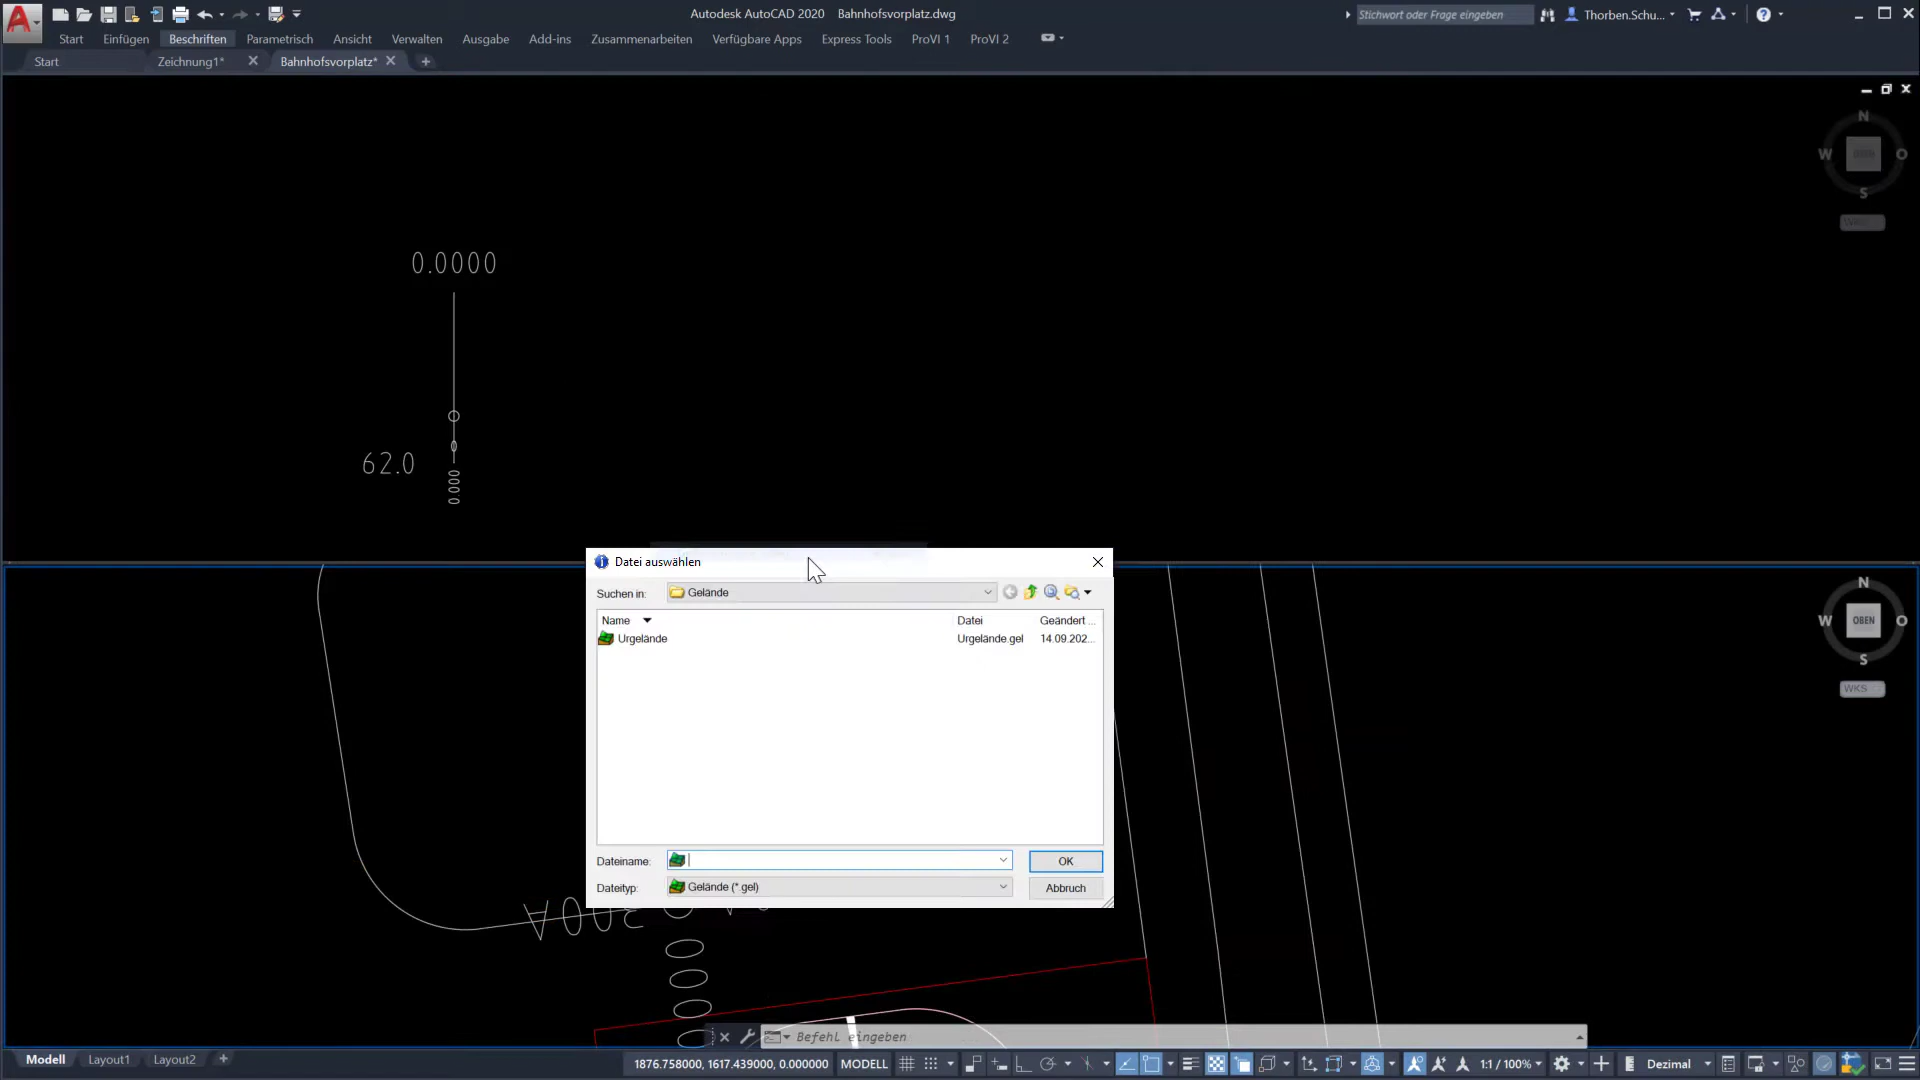 Autodesk AutoCAD 2020 Bahnhofsvorplatz.dwg
Stichwort oder Frage eingeben
Thorben.Schu...
Start Einfügen Beschriften Parametrisch Ansicht Verwalten Ausgabe Add-ins Zusammenarbeiten Verfügbare Apps Express Tools ProVI 1 ProVI 2
Start Zeichnung1* Bahnhofsvorplatz*
N
W O
S
0.0000
62.0
0.000
Datei auswählen
Suchen in: Gelände
Name Datei Geändert ...
Urgelände Urgelände.gel 14.09.202...
Dateiname: OK
Dateityp: Gelände (*.gel) Abbruch
N
W OBEN O
S
WKS
Befehl eingeben
Modell Layout1 Layout2
1876.758000, 1617.439000, 0.000000 MODELL 1:1 / 100% Dezimal